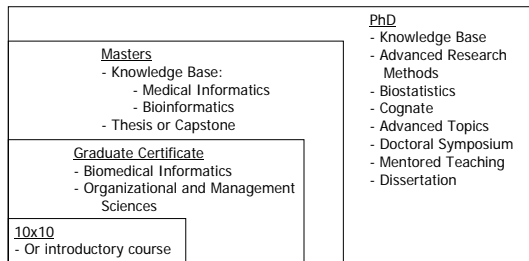 PhD
- Knowledge Base
- Advanced Research
Methods
- Biostatistics
- Cognate
- Advanced Topics
- Doctoral Symposium
- Mentored Teaching
- Dissertation
Masters
- Knowledge Base:
- Medical Informatics
- Bioinformatics
- Thesis or Capstone
Graduate Certificate
- Biomedical Informatics
- Organizational and Management
Sciences
10x10
- Or introductory course